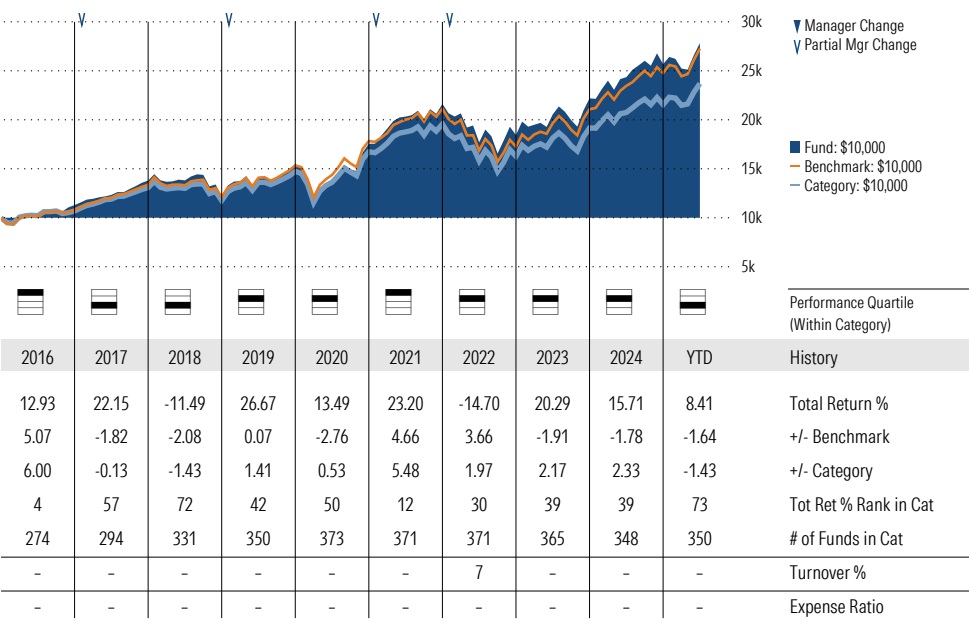 30k
25k
20k
15k
10k
5k
Manager Change
Partial Mgr Change
Fund: $10,000
Benchmark: $10,000
Category: $10,000
Performance Quartile
(Within Category)
2016 2017 2018 2019 2020 2021 2022 2023 2024 YTD History
12.93 22.15 -11.49 26.67 13.49 23.20 -14.70 20.29 15.71 8.41 Total Return %
5.07 -1.82 -2.08 0.07 -2.76 4.66 3.66 -1.91 -1.78 -1.64 +/- Benchmark
6.00 -0.13 -1.43 1.41 0.53 5.48 1.97 2.17 2.33 -1.43 +/- Category
4 57 72 42 50 12 30 39 39 73 Tot Ret % Rank in Cat
274 294 331 350 373 371 371 365 348 350 # of Funds in Cat
– – – – – – 7 – – – Turnover %
– – – – – – – – – – Expense Ratio